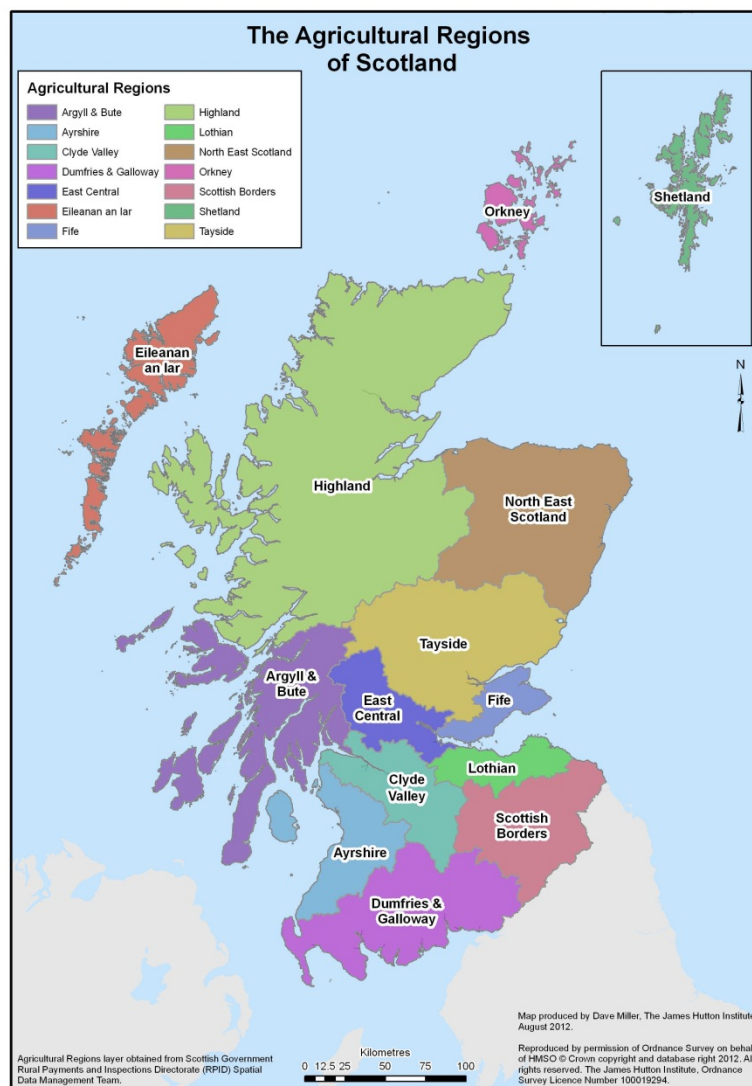 The Agricultural Regions
of Scotland
Agricultural Regions
Argyll & Bute
Ayrshire
Clyde Valley
Dumfries & Galloway
East Central
Eileanan an Iar
Fife
Highland
Lothian
North East Scotland
Orkney
Scottish Borders
Shetland
Tayside
Orkney
Shetland
Eileanan
an Iar
N
Highland
North East
Scotland
Tayside
Argyll &
Bute
East
Central
Fife
Lothian
Clyde
Valley
Scottish
Borders
Ayrshire
Dumfries &
Galloway
Map produced by Dave Miller, The James Hutton Institute
August 2012.
Reproduced by permission of Ordnance Survey on behalf
of HMSO © Crown copyright and database right 2012. All
rights reserved. The James Hutton Institute, Ordnance
Survey License Number 100019294.
Agricultural Regions layer obtained from Scottish Government
Rural Payments and Inspections Directorate (RPID) Spatial
Data Management Team.
Kilometres
0 12.5 25 50 75 100